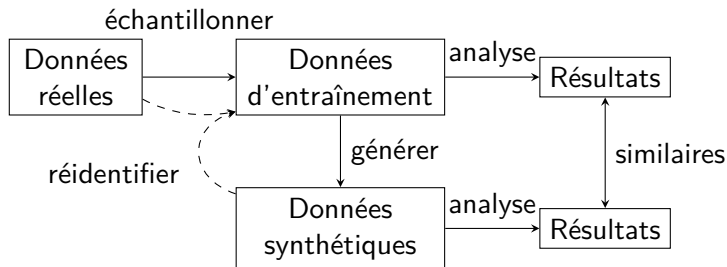 échantillonner
Données
réelles
Données
d'entraînement
analyse
Résultats
réidentifier
générer
similaires
Données
synthétiques
analyse
Résultats